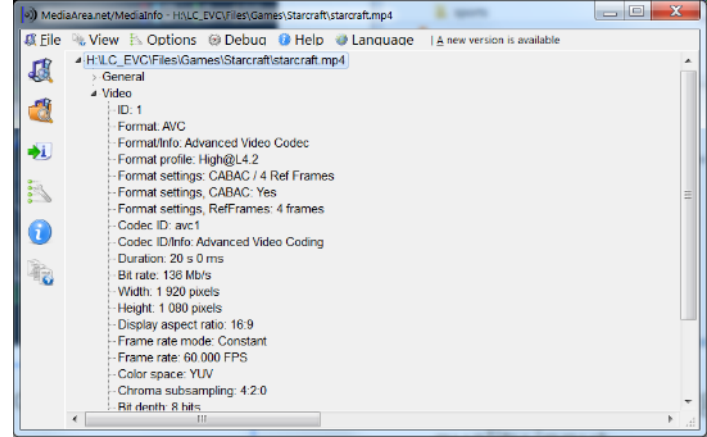 MediaArea.net/MediaInfo - H:\LC_EVC\Files\Games\Starcraft\starcraft.mp4
File View Options Debug Help Language | A new version is available
H:\LC_EVC\Files\Games\Starcraft\starcraft.mp4
General
Video
ID: 1
Format: AVC
Format/Info: Advanced Video Codec
Format profile: High@L4.2
Format settings: CABAC / 4 Ref Frames
Format settings, CABAC: Yes
Format settings, RefFrames: 4 frames
Codec ID: avc1
Codec ID/Info: Advanced Video Coding
Duration: 20 s 0 ms
Bit rate: 136 Mb/s
Width: 1 920 pixels
Height: 1 080 pixels
Display aspect ratio: 16:9
Frame rate mode: Constant
Frame rate: 60.000 FPS
Color space: YUV
Chroma subsampling: 4:2:0
Bit depth: 8 bits